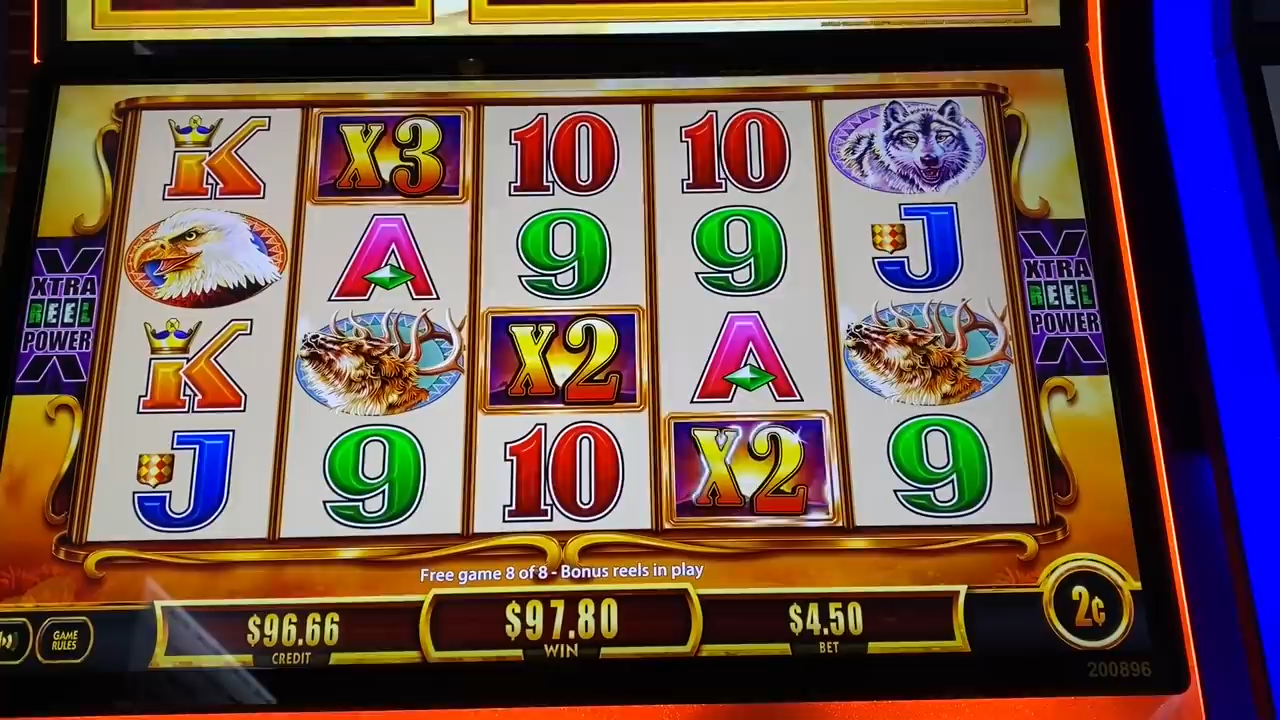 K X3 10 10
A 9 9 J
K X2 A
J 9 10 X2 9
XTRA
REEL
POWER
XTRA
REEL
POWER
Free game 8 of 8 - Bonus reels in play
$96.66
CREDIT
$97.80
WIN
$4.50
BET
2¢
GAME
RULES
200896